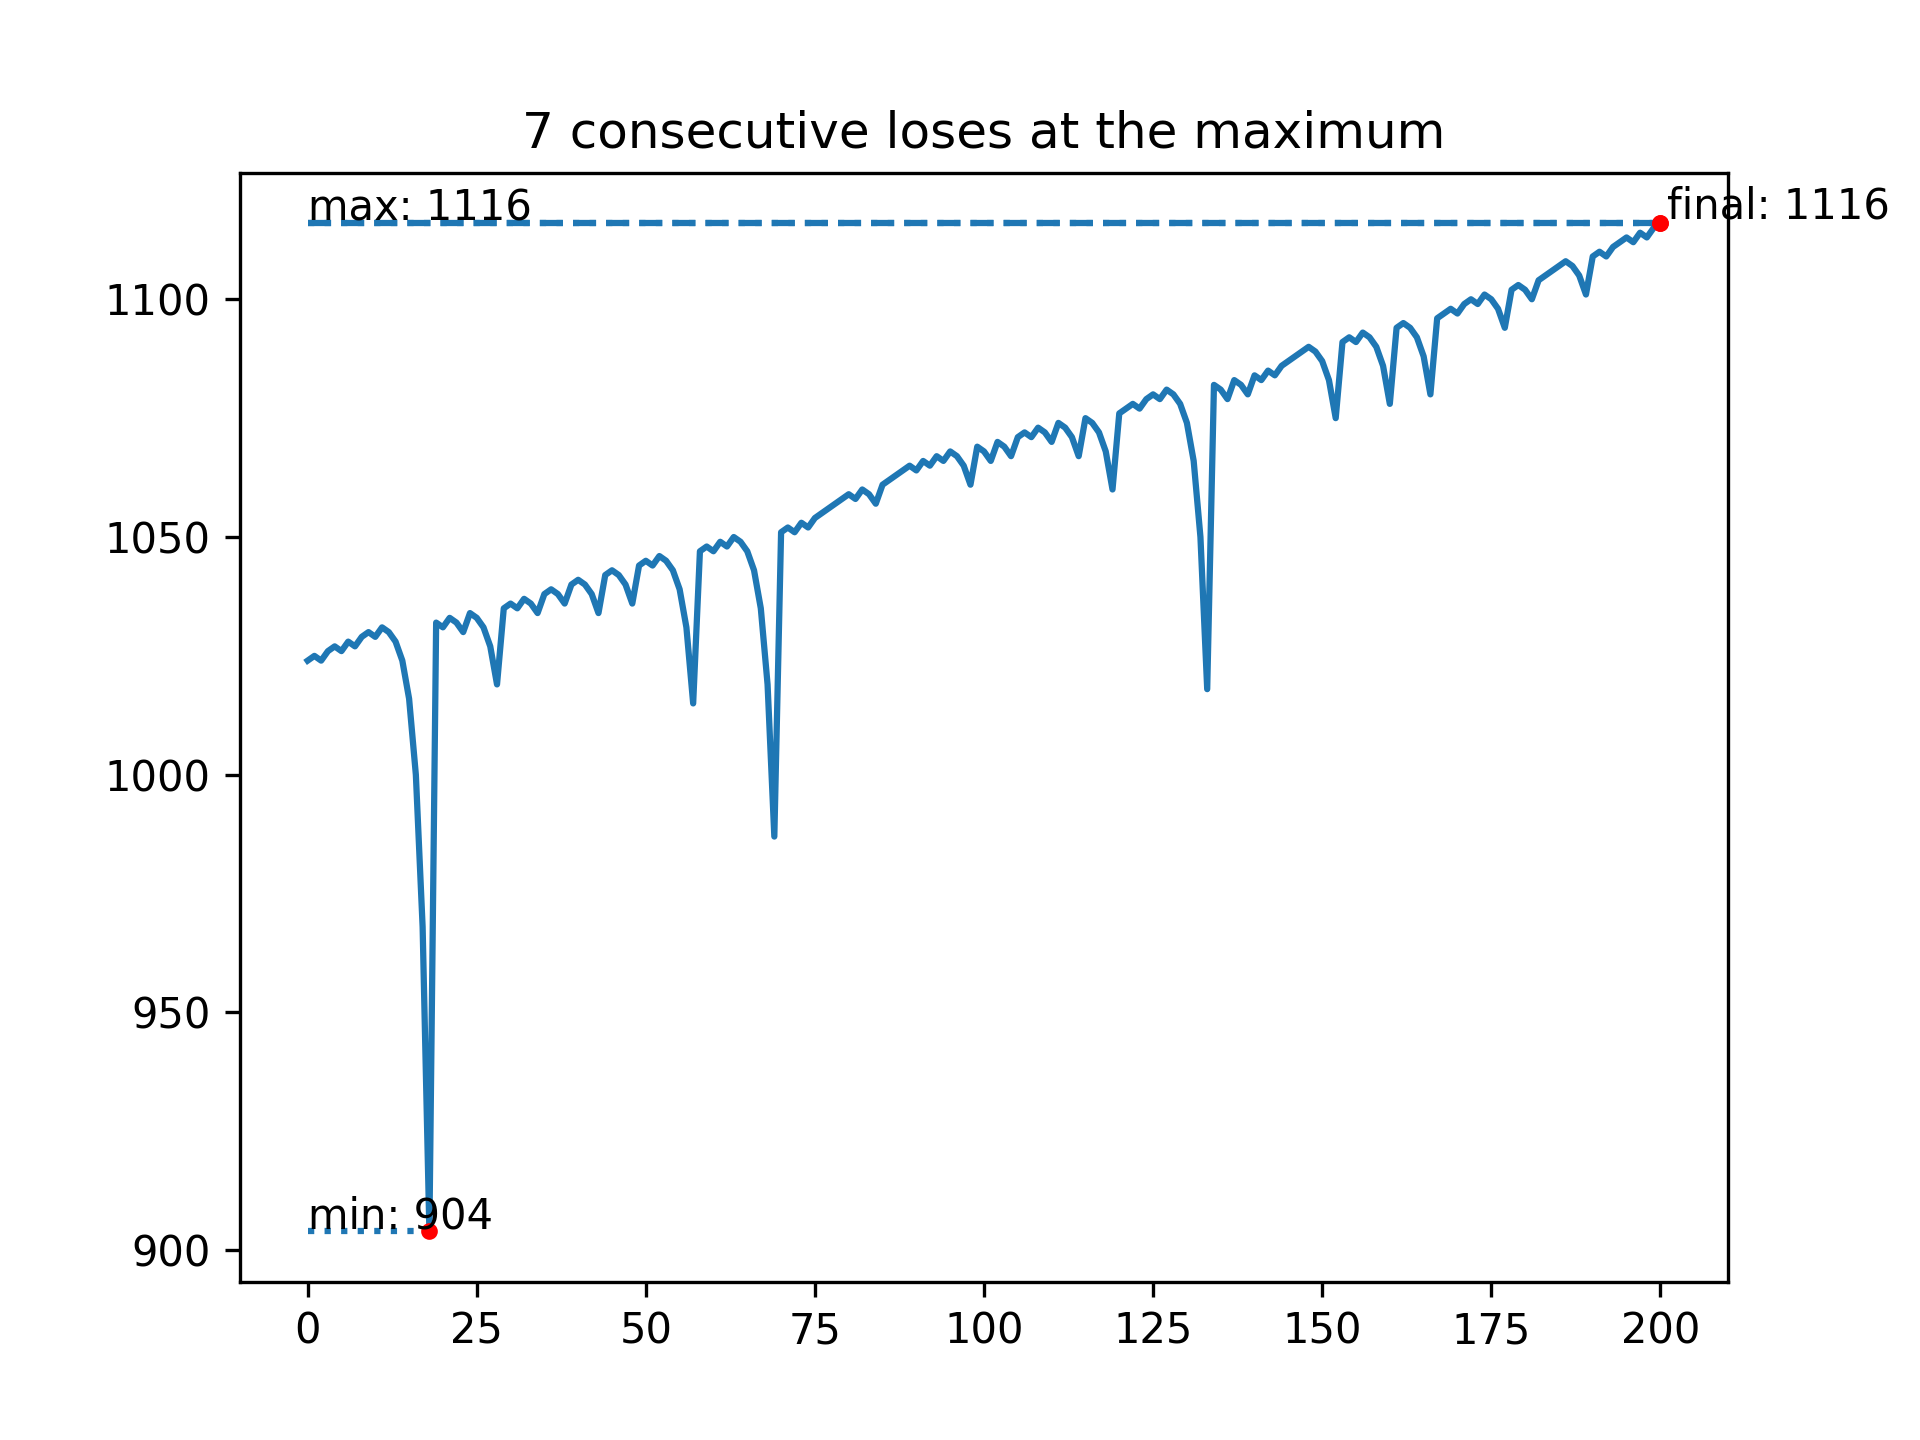 7 consecutive loses at the maximum
max: 1116
final: 1116
1100
1050
1000
950
min: 904
900
0 25 50 75 100 125 150 175 200